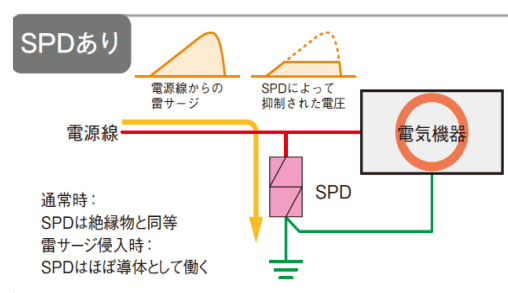 SPDあり
電源線からの
雷サージ
SPDによって
抑制された電圧
電源線
電気機器
SPD
通常時：
SPDは絶縁物と同等
雷サージ侵入時：
SPDはほぼ導体として働く